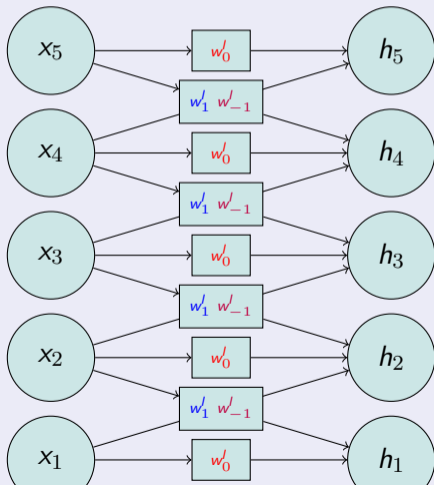 x₅ w₀ˡ h₅
w₁ˡ w₋₁ˡ
x₄ w₀ˡ h₄
w₁ˡ w₋₁ˡ
x₃ w₀ˡ h₃
w₁ˡ w₋₁ˡ
x₂ w₀ˡ h₂
w₁ˡ w₋₁ˡ
x₁ w₀ˡ h₁